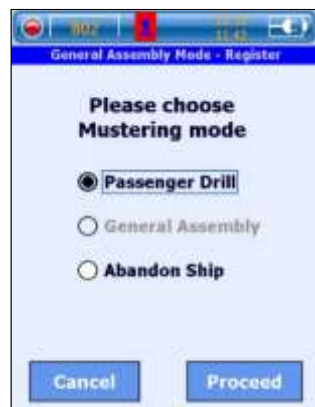 General Assembly Mode - Register
Please choose
Mustering mode
Passenger Drill
General Assembly
Abandon Ship
Cancel
Proceed